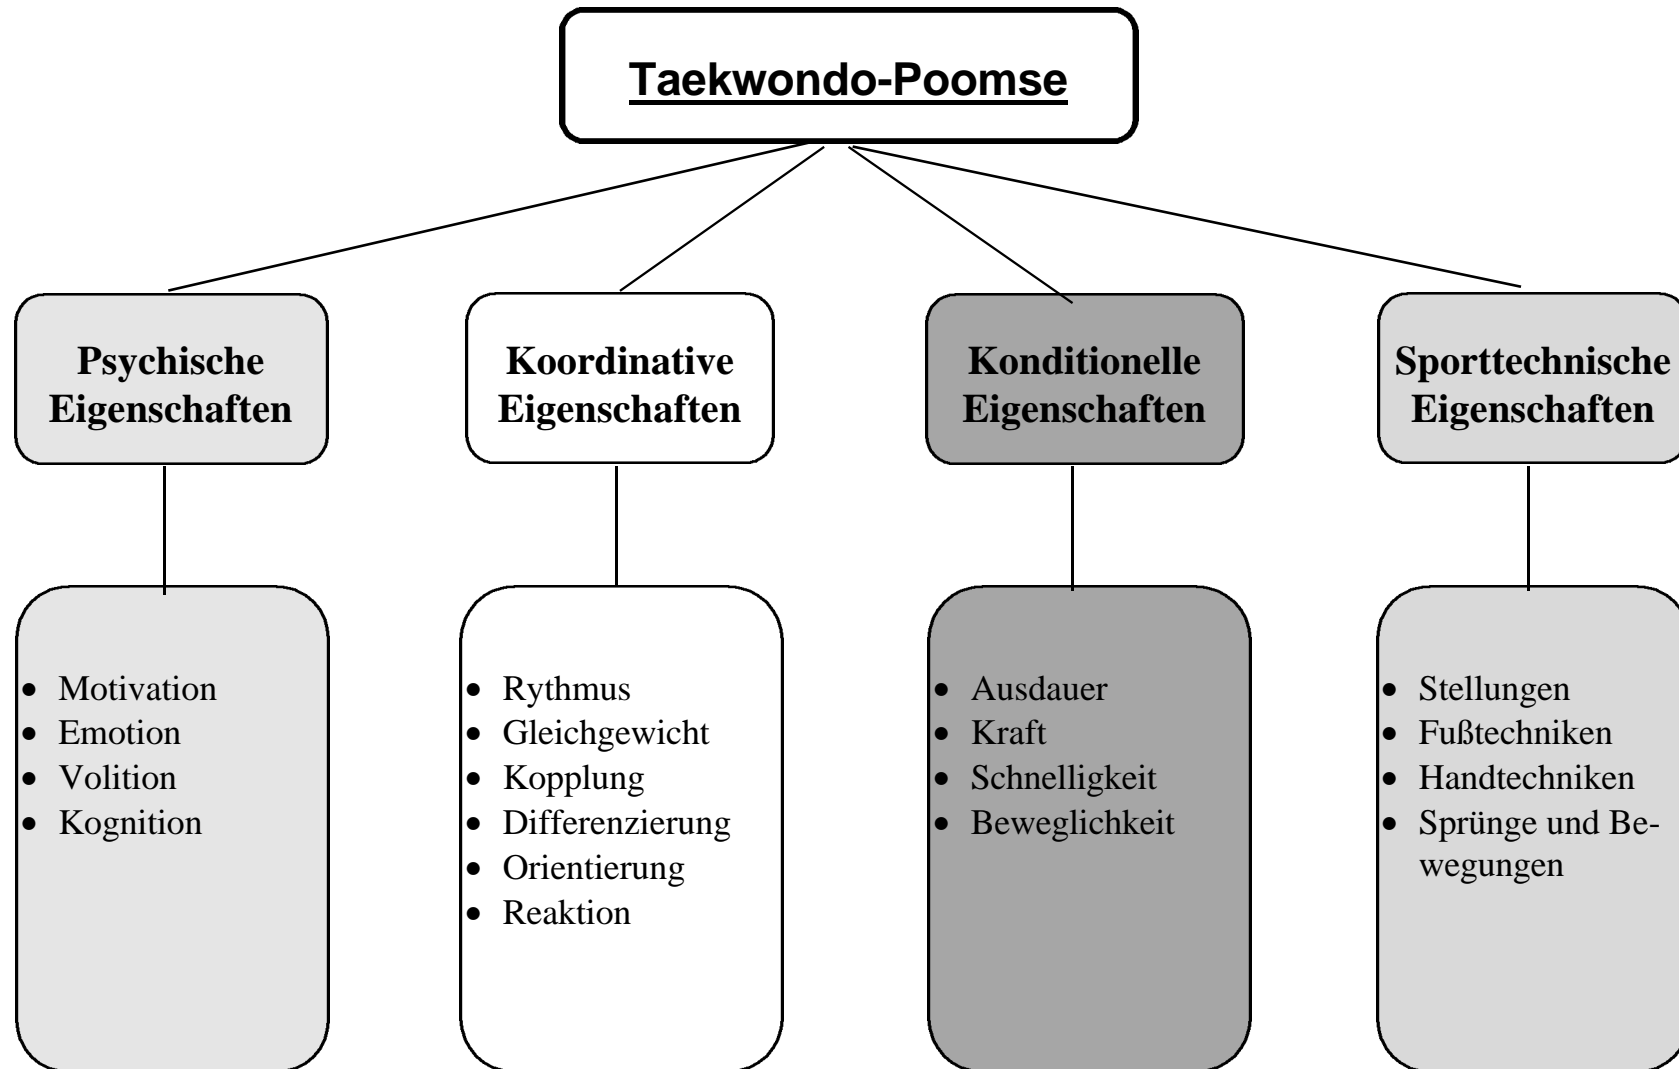 Taekwondo-Poomse
Psychische
Eigenschaften
Koordinative
Eigenschaften
Konditionelle
Eigenschaften
Sporttechnische
Eigenschaften
• Motivation
• Emotion
• Volition
• Kognition
• Rythmus
• Gleichgewicht
• Kopplung
• Differenzierung
• Orientierung
• Reaktion
• Ausdauer
• Kraft
• Schnelligkeit
• Beweglichkeit
• Stellungen
• Fußtechniken
• Handtechniken
• Sprünge und Be-
wegungen